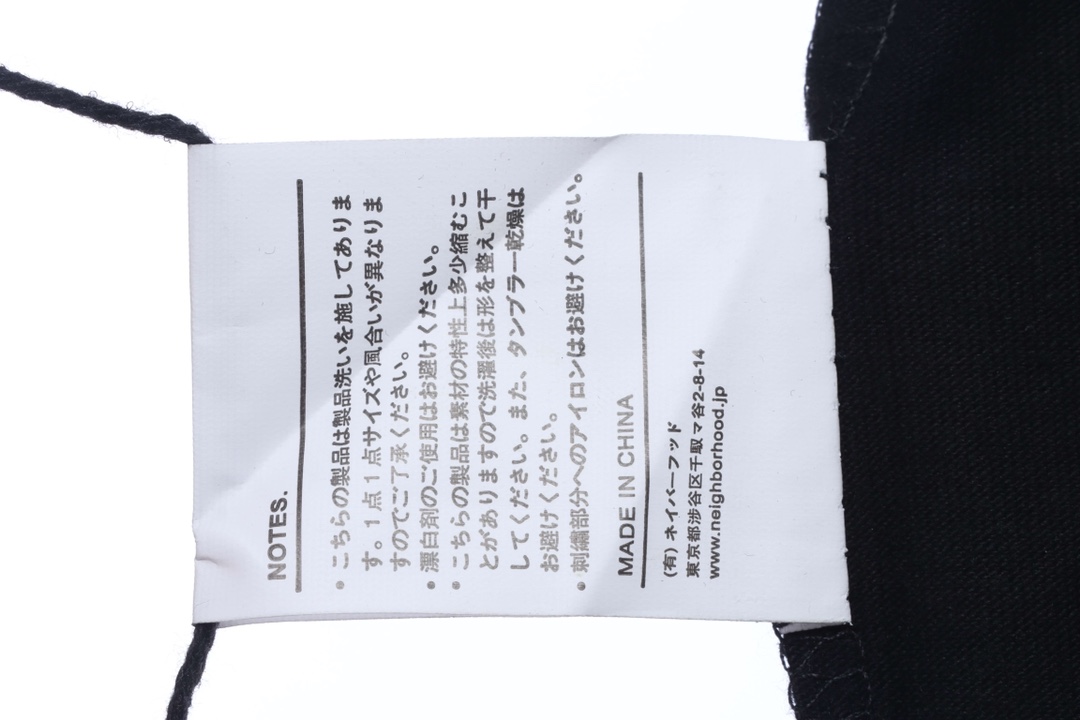 NOTES.
• こちらの製品は製品洗いを施してありま
す。1点1点サイズや風合いが異なりま
すのでご了承ください。
• 漂白剤のご使用はお避けください。
• こちらの製品は素材の特性上多少縮むこ
とがありますので洗濯後は形を整えて干
してください。また、タンブラー乾燥は
お避けください。
• 刺繍部分へのアイロンはお避けください。
MADE IN CHINA
(有) ネイバーフッド
東京都渋谷区千駄ヶ谷2-8-14
www.neighborhood.jp